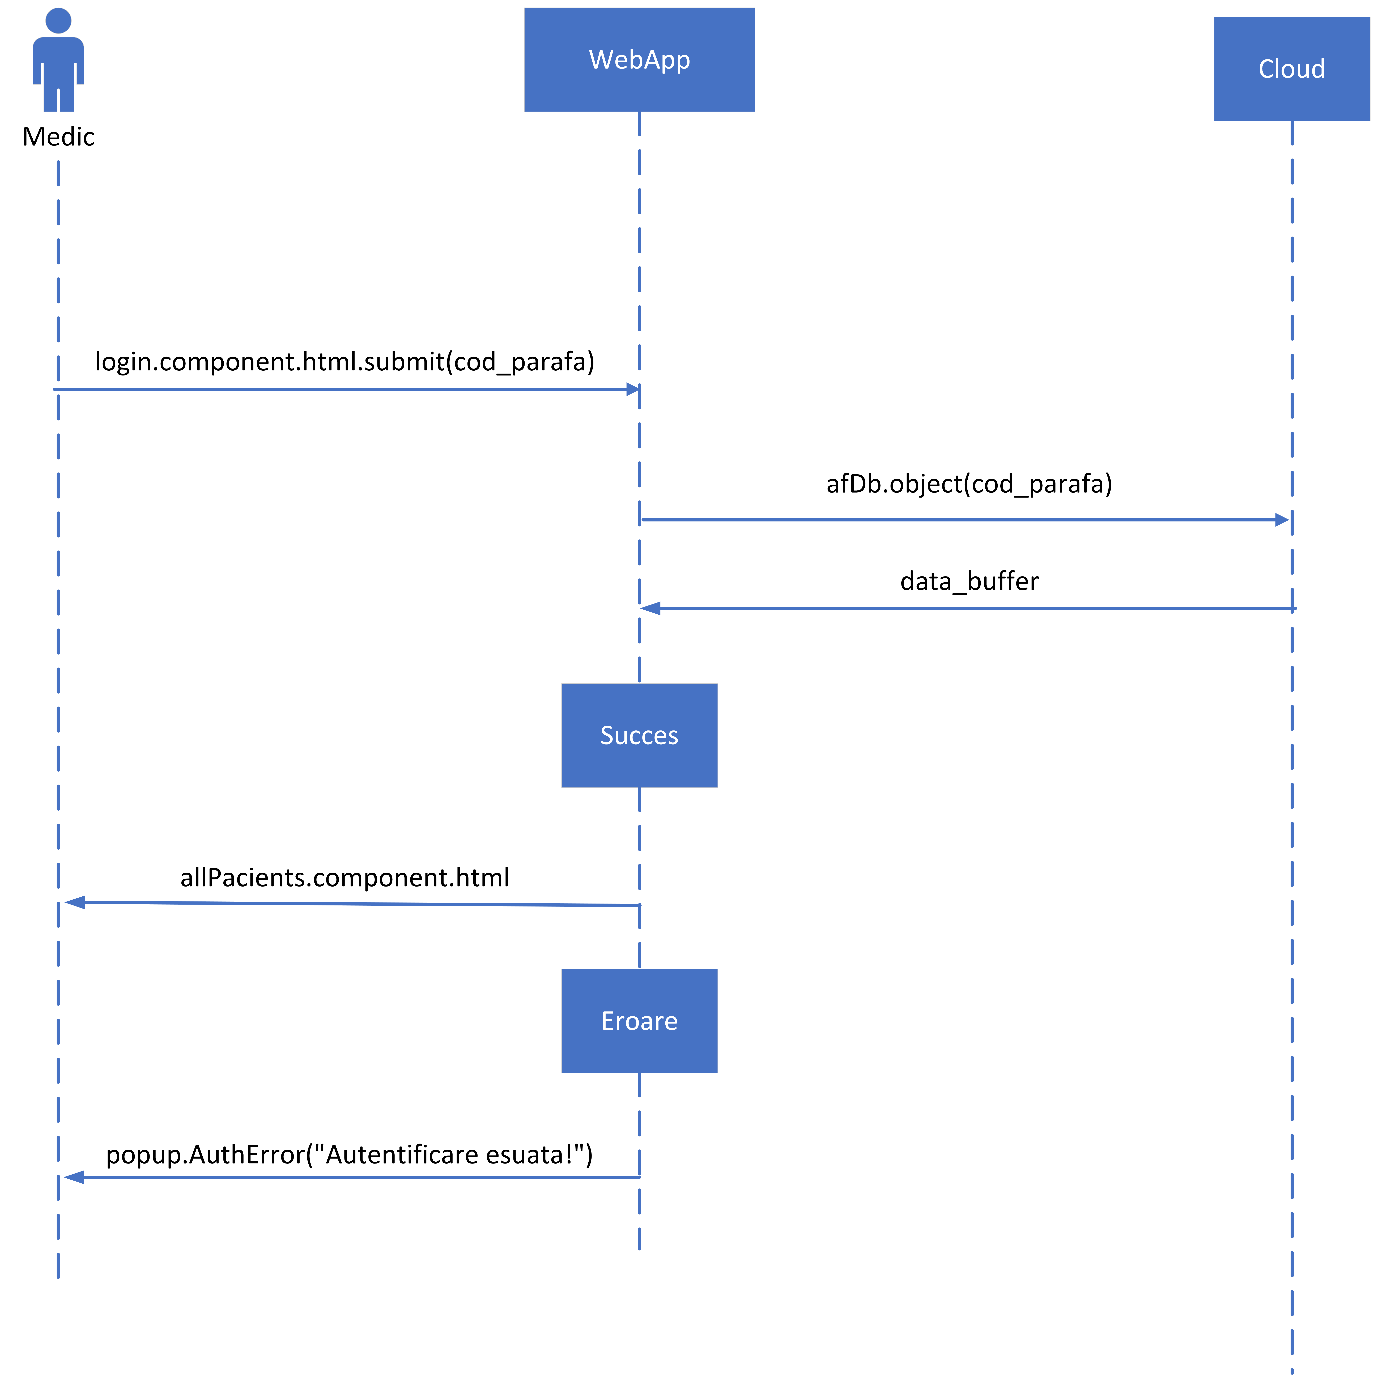 Medic
WebApp
Cloud
login.component.html.submit(cod_parafa)
afDb.object(cod_parafa)
data_buffer
Succes
allPacients.component.html
Eroare
popup.AuthError("Autentificare esuata!")